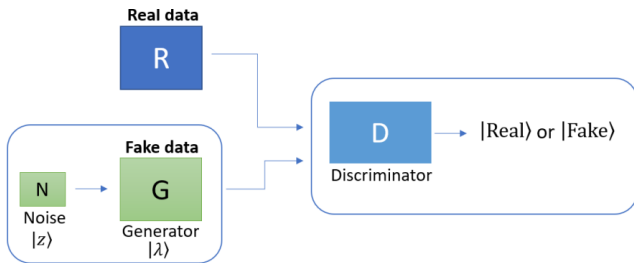 Real data
R
Fake data
N
G
Noise
|z⟩
Generator
|λ⟩
D
Discriminator
|Real⟩ or |Fake⟩